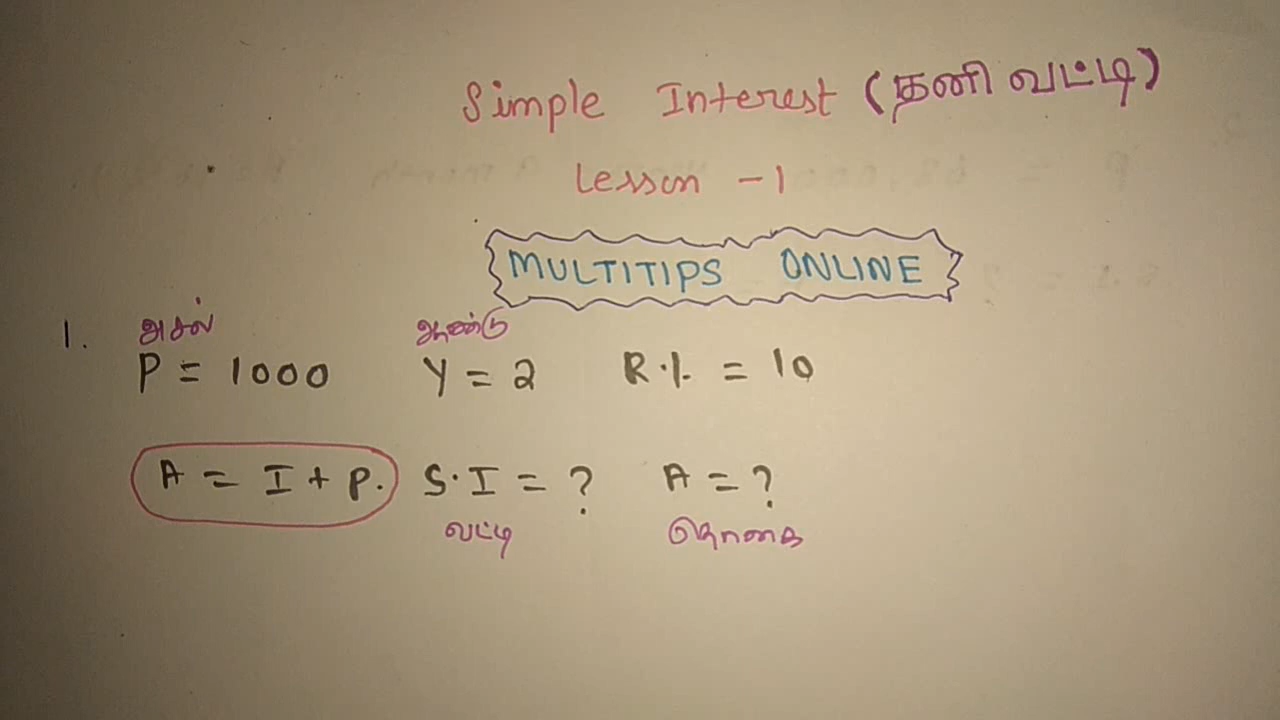 Simple Interest (தனி வட்டி)
Lesson - 1
MULTITIPS ONLINE
1. அசல் ஆண்டு
P = 1000 Y = 2 R.%. = 10
A = I + P. S.I = ? A = ?
வட்டி தொகை